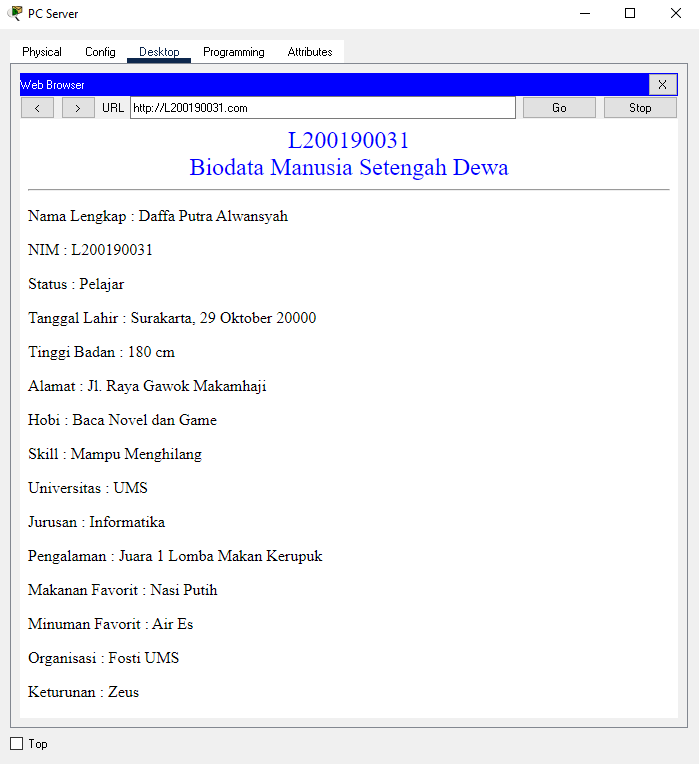 PC Server
Physical Config Desktop Programming Attributes
Web Browser X
< > URL http://L200190031.com Go Stop
L200190031
Biodata Manusia Setengah Dewa
Nama Lengkap : Daffa Putra Alwansyah
NIM : L200190031
Status : Pelajar
Tanggal Lahir : Surakarta, 29 Oktober 20000
Tinggi Badan : 180 cm
Alamat : Jl. Raya Gawok Makamhaji
Hobi : Baca Novel dan Game
Skill : Mampu Menghilang
Universitas : UMS
Jurusan : Informatika
Pengalaman : Juara 1 Lomba Makan Kerupuk
Makanan Favorit : Nasi Putih
Minuman Favorit : Air Es
Organisasi : Fosti UMS
Keturunan : Zeus
Top